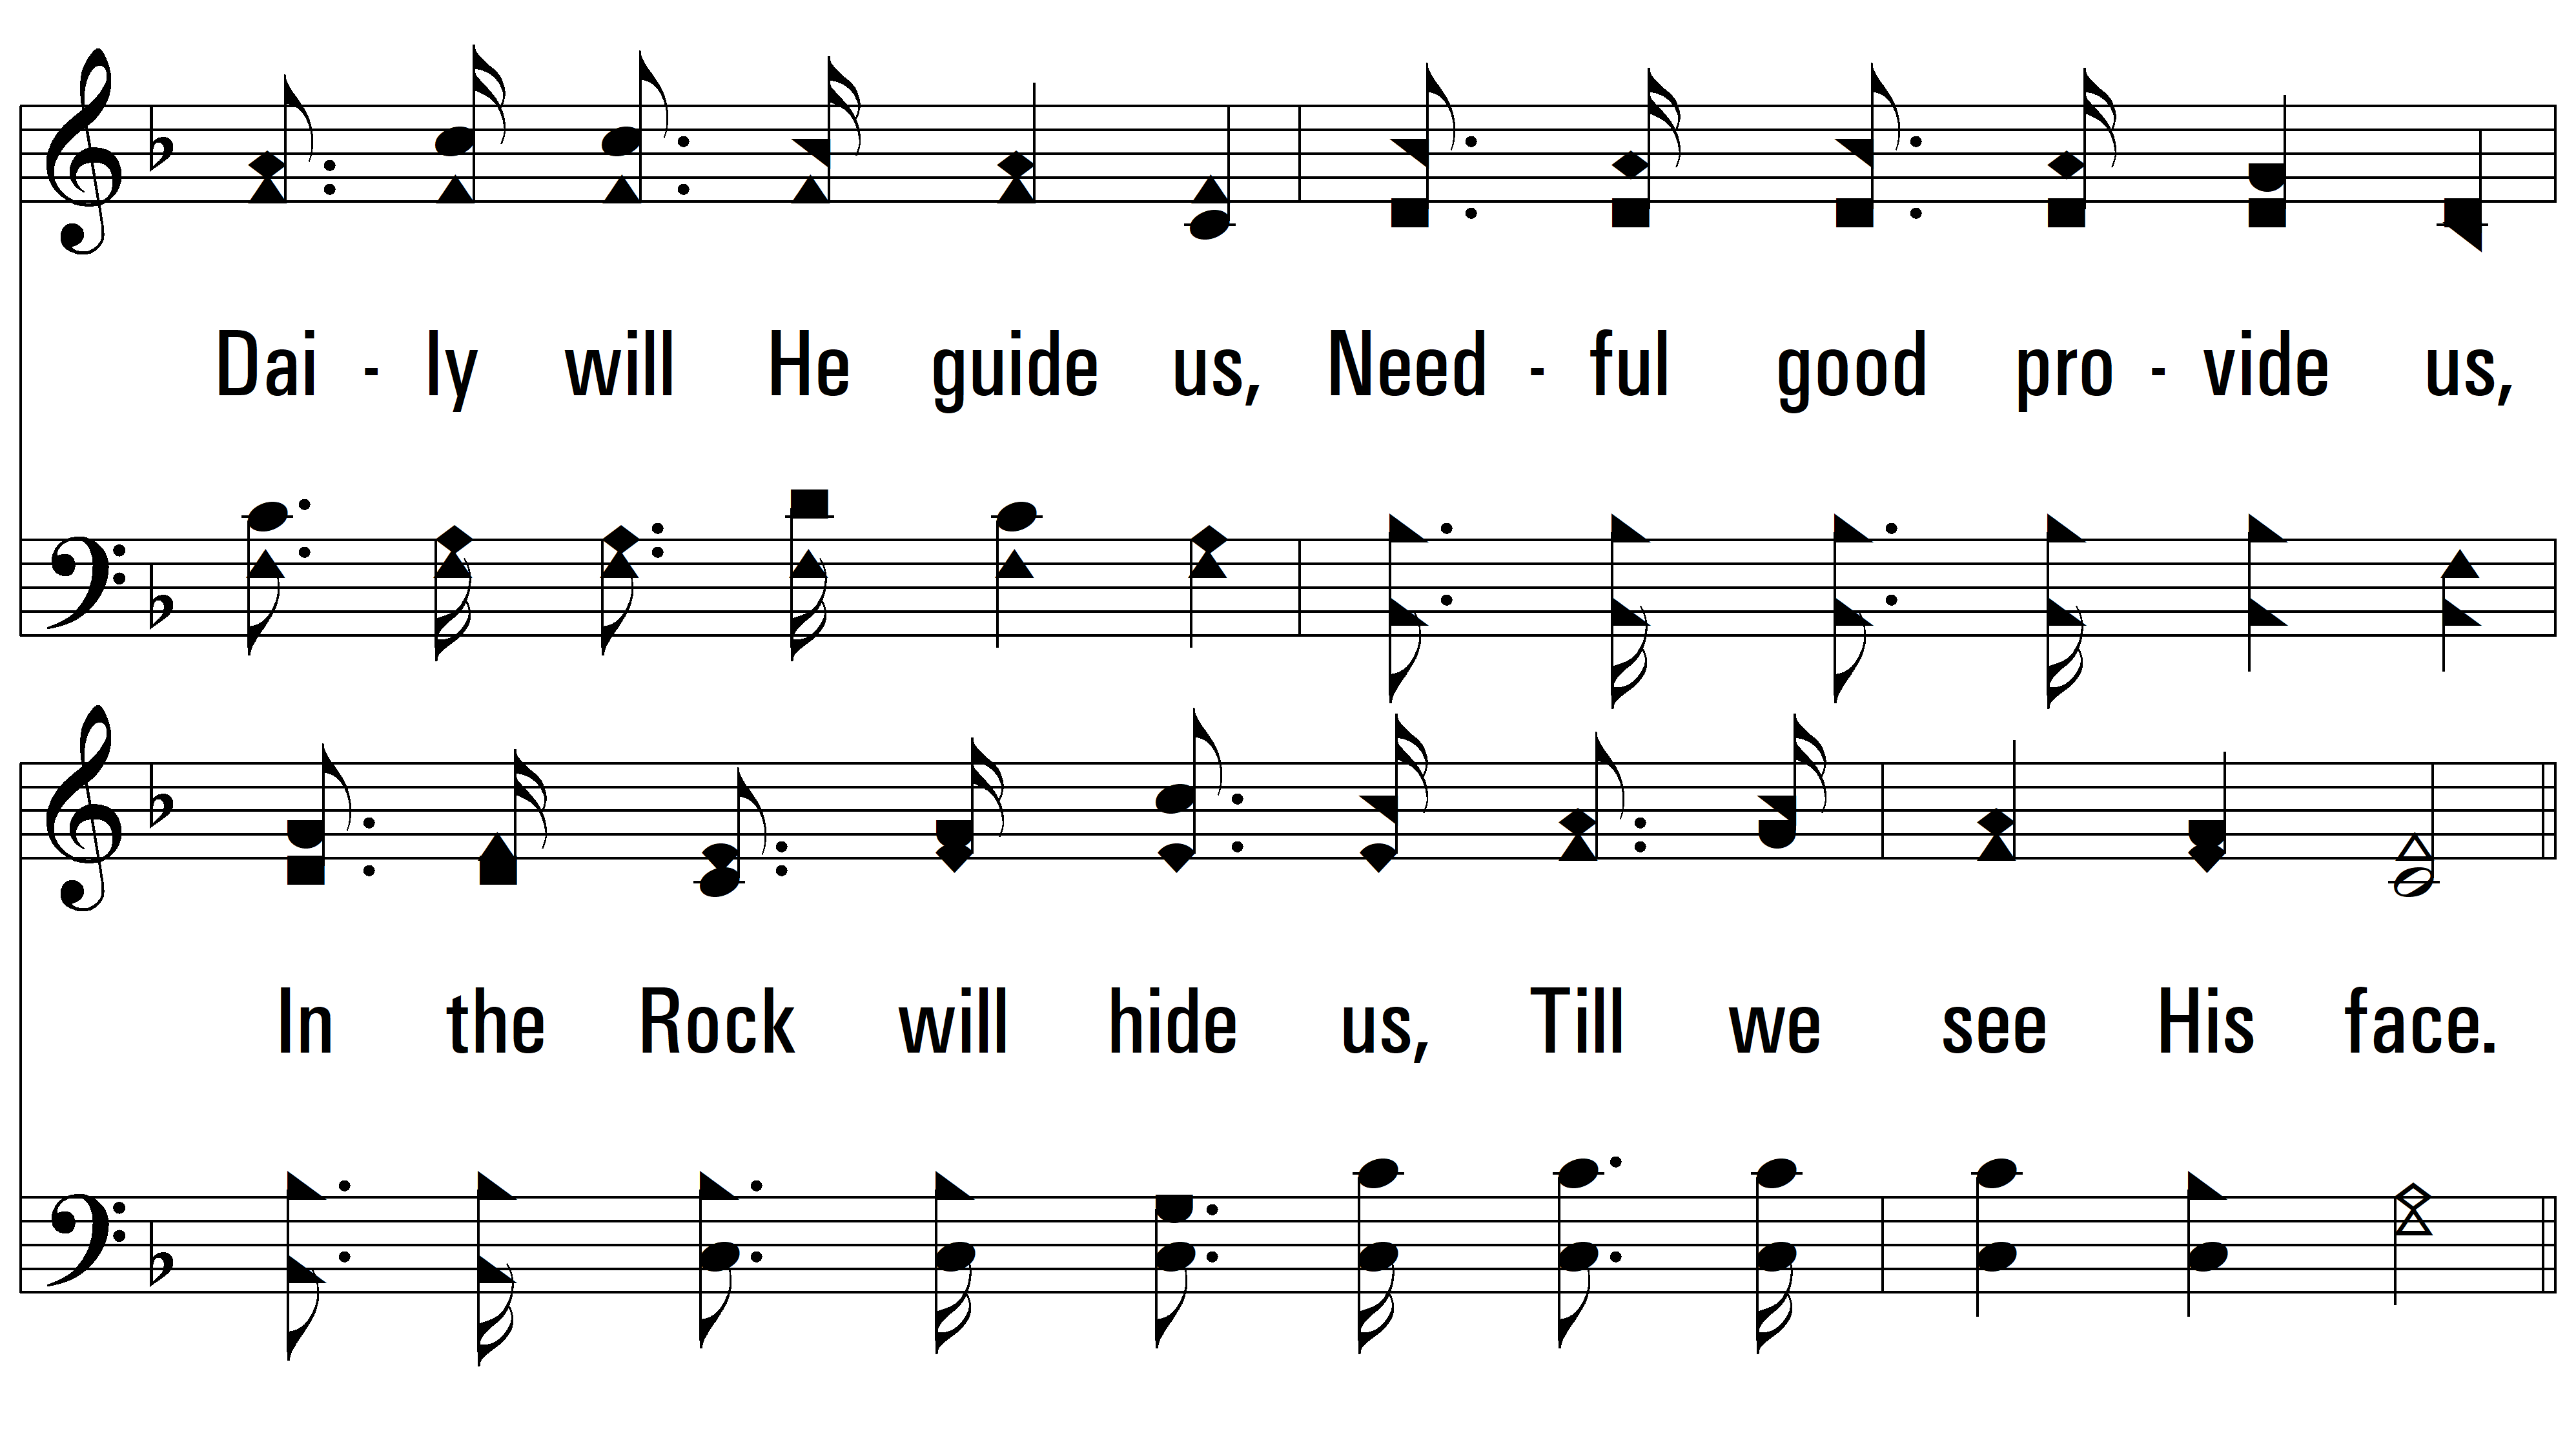 Dai - ly will He guide us, Need - ful good pro - vide us,
In the Rock will hide us, Till we see His face.